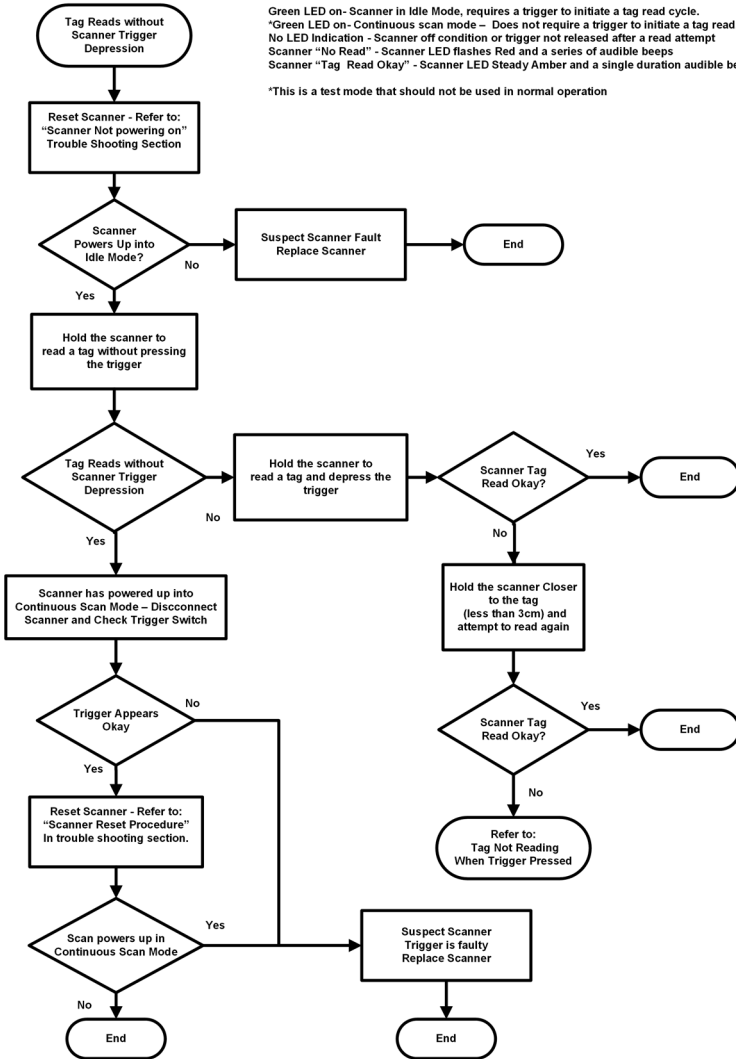 Green LED on- Scanner in Idle Mode, requires a trigger to initiate a tag read cycle.
*Green LED on- Continuous scan mode – Does not require a trigger to initiate a tag read
No LED Indication - Scanner off condition or trigger not released after a read attempt
Scanner “No Read” - Scanner LED flashes Red and a series of audible beeps
Scanner “Tag Read Okay” - Scanner LED Steady Amber and a single duration audible be
*This is a test mode that should not be used in normal operation
Tag Reads without
Scanner Trigger
Depression
Reset Scanner - Refer to:
“Scanner Not powering on”
Trouble Shooting Section
Scanner
Powers Up into
Idle Mode?
No
Suspect Scanner Fault
Replace Scanner
End
Yes
Hold the scanner to
read a tag without pressing
the trigger
Tag Reads without
Scanner Trigger
Depression
No
Hold the scanner to
read a tag and depress the
trigger
Scanner Tag
Read Okay?
Yes
End
Yes
No
Scanner has powered up into
Continuous Scan Mode – Discconnect
Scanner and Check Trigger Switch
Hold the scanner Closer
to the tag
(less than 3cm) and
attempt to read again
Trigger Appears
Okay
No
Scanner Tag
Read Okay?
Yes
End
Yes
No
Reset Scanner - Refer to:
“Scanner Reset Procedure”
In trouble shooting section.
Refer to:
Tag Not Reading
When Trigger Pressed
Scan powers up in
Continuous Scan Mode
Yes
Suspect Scanner
Trigger is faulty
Replace Scanner
No
End
End